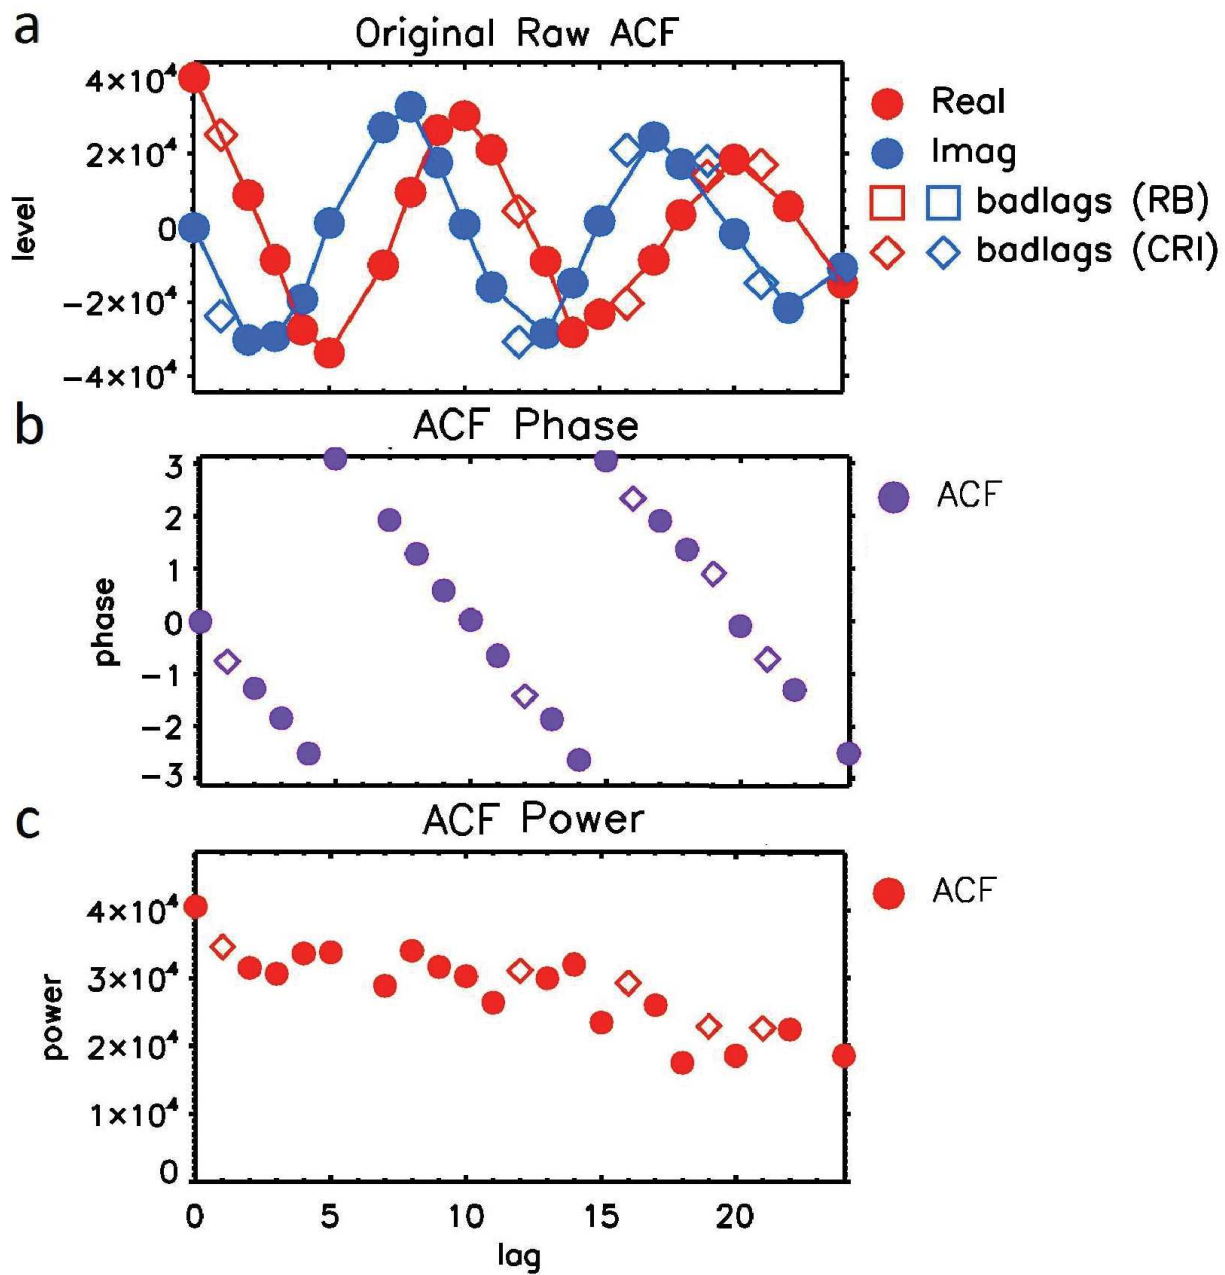 a
Original Raw ACF
4×10⁴
2×10⁴
0
−2×10⁴
−4×10⁴
level
Real
Imag
badlags (RB)
badlags (CRI)
b
ACF Phase
3
2
1
0
−1
−2
−3
phase
ACF
c
ACF Power
4×10⁴
3×10⁴
2×10⁴
1×10⁴
0
power
ACF
0 5 10 15 20
lag